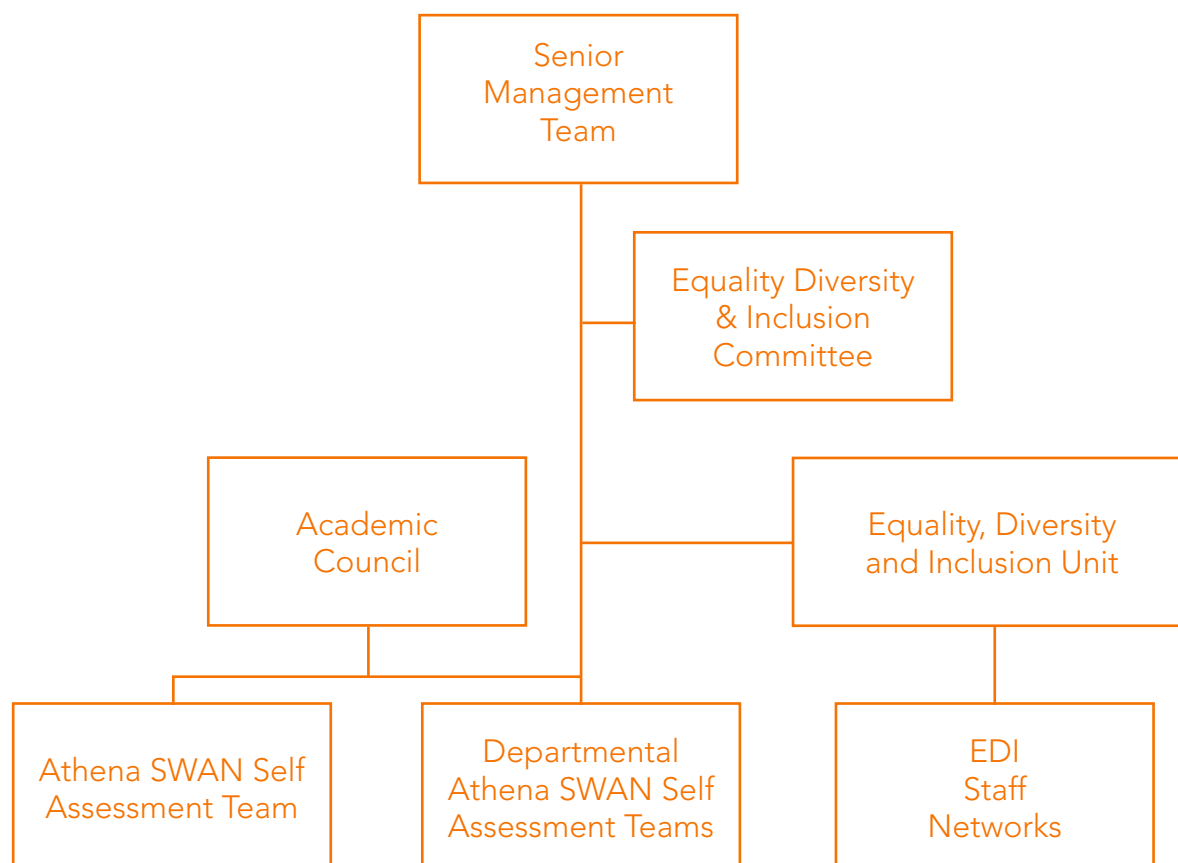 Senior
Management
Team
Equality Diversity
& Inclusion
Committee
Academic
Council
Equality, Diversity
and Inclusion Unit
Athena SWAN Self
Assessment Team
Departmental
Athena SWAN Self
Assessment Teams
EDI
Staff
Networks